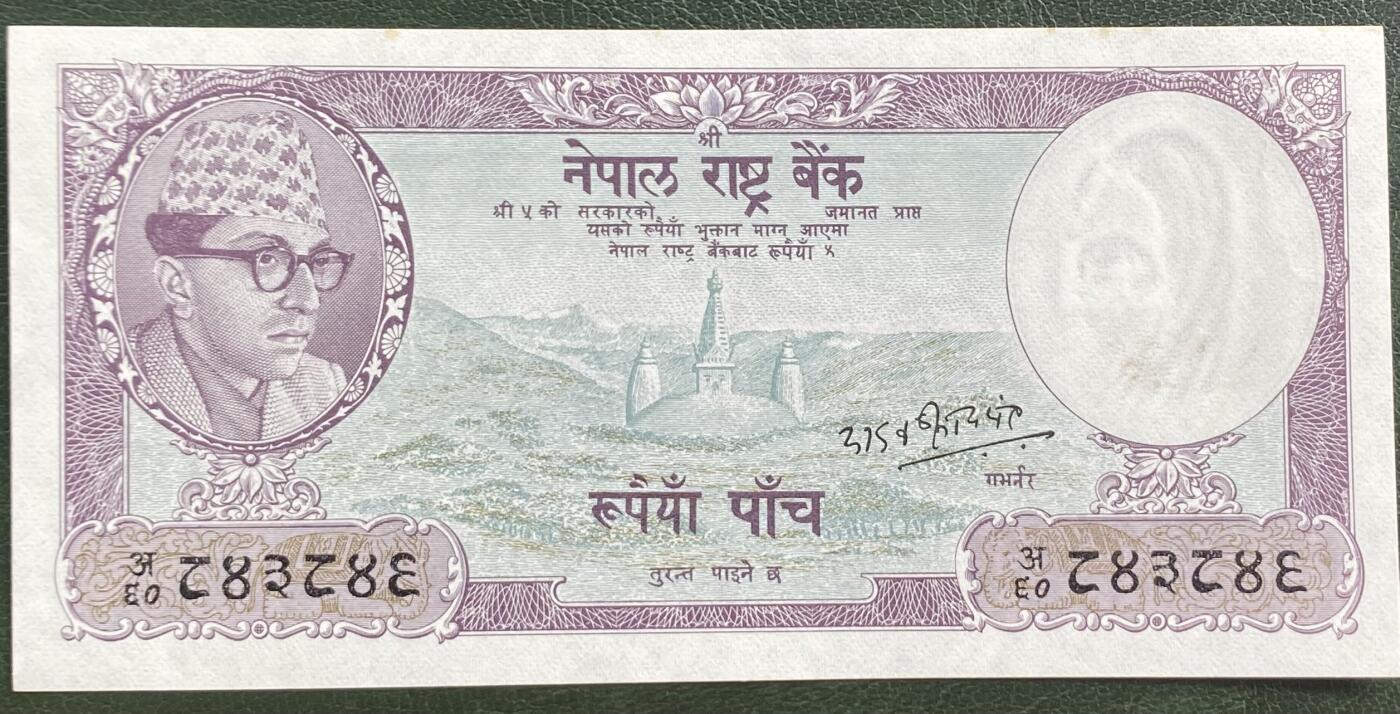 श्री
नेपाल राष्ट्र बैंक
श्री ५ को सरकारको जमानत प्राप्त
यसको रूपैयाँ भुक्तान माग्न आएमा
नेपाल राष्ट्र बैंकबाट रूपैयाँ ५
गभर्नर
रूपैयाँ पाँच
तुरन्त पाइने छ
अ
६० ८४३८४६
अ
६० ८४३८४६